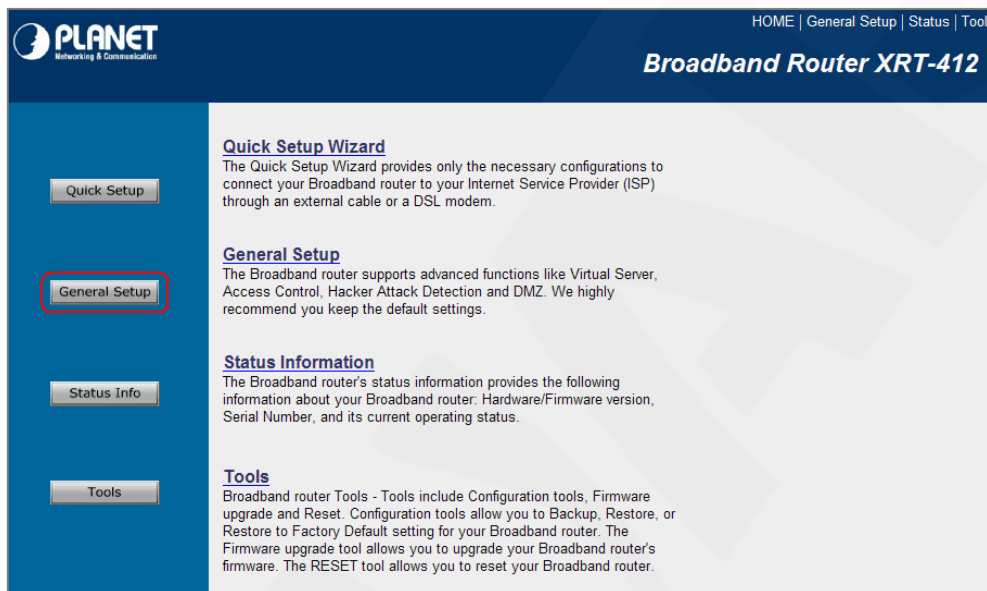 PLANET
Networking & Communication
HOME | General Setup | Status | Tool
Broadband Router XRT-412
Quick Setup
Quick Setup Wizard
The Quick Setup Wizard provides only the necessary configurations to
connect your Broadband router to your Internet Service Provider (ISP)
through an external cable or a DSL modem.
General Setup
General Setup
The Broadband router supports advanced functions like Virtual Server,
Access Control, Hacker Attack Detection and DMZ. We highly
recommend you keep the default settings.
Status Info
Status Information
The Broadband router's status information provides the following
information about your Broadband router: Hardware/Firmware version,
Serial Number, and its current operating status.
Tools
Tools
Broadband router Tools - Tools include Configuration tools, Firmware
upgrade and Reset. Configuration tools allow you to Backup, Restore, or
Restore to Factory Default setting for your Broadband router. The
Firmware upgrade tool allows you to upgrade your Broadband router's
firmware. The RESET tool allows you to reset your Broadband router.